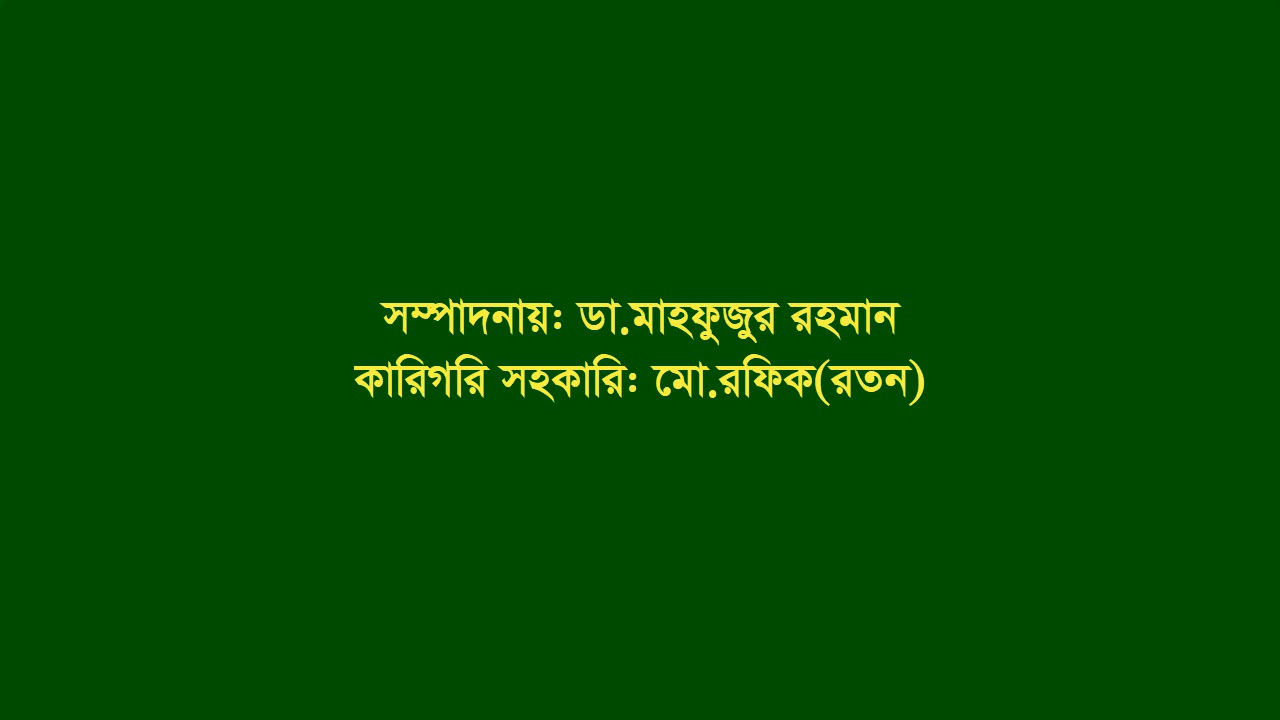 সম্পাদনায়: ডা.মাহফুজুর রহমান
কারিগরি সহকারি: মো.রফিক(রতন)